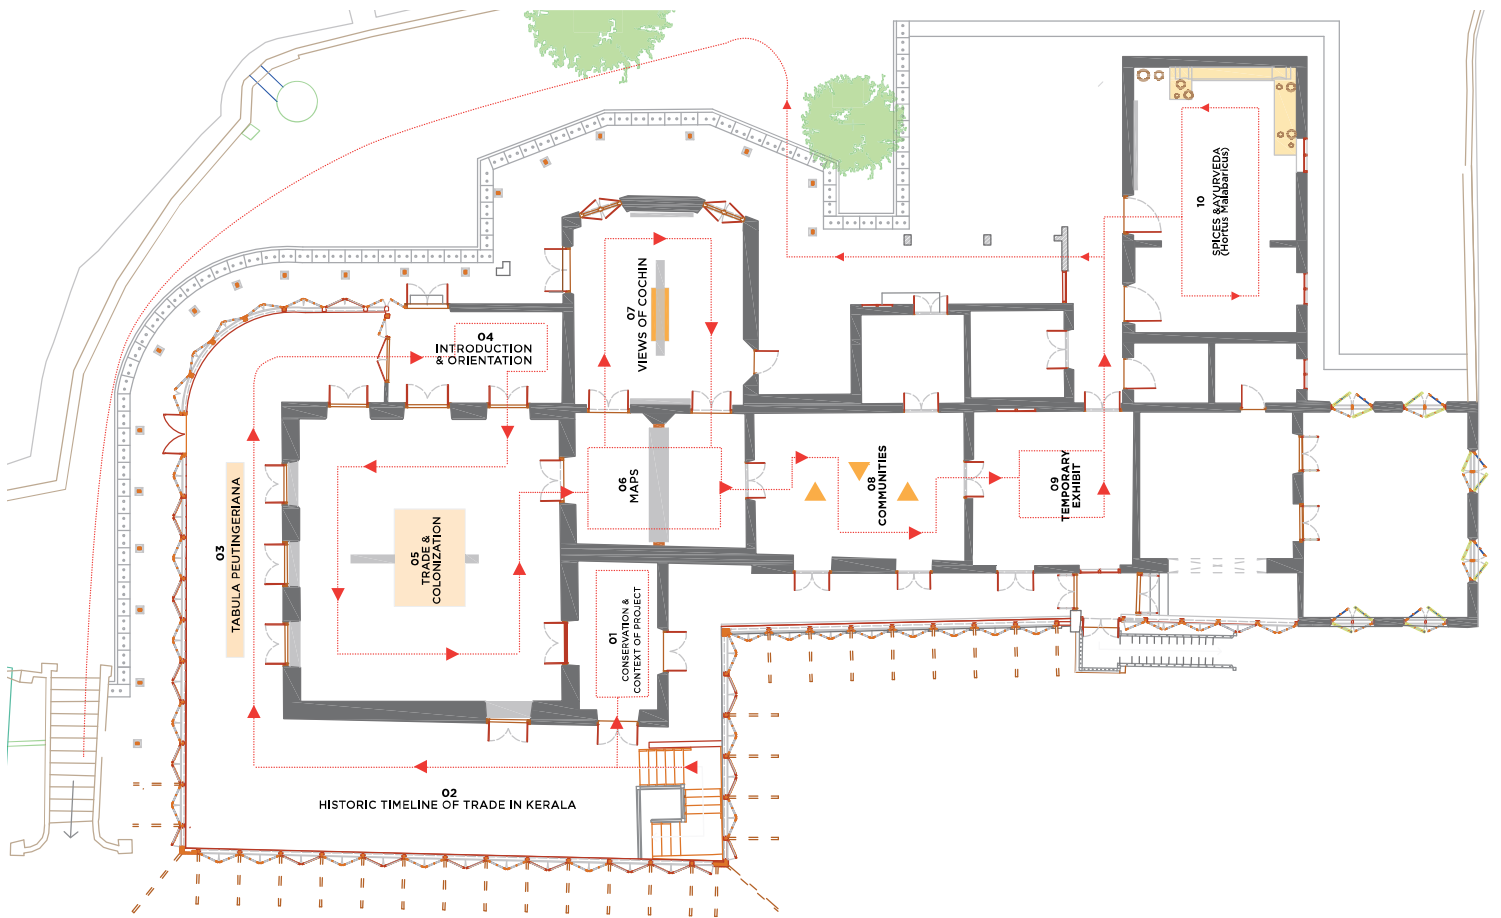 01
CONSERVATION &
CONTEXT OF PROJECT
02
HISTORIC TIMELINE OF TRADE IN KERALA
03
TABULA PEUTINGERIANA
04
INTRODUCTION
& ORIENTATION
05
TRADE &
COLONIZATION
06
MAPS
07
VIEWS OF COCHIN
08
COMMUNITIES
09
TEMPORARY
EXHIBIT
10
SPICES &AYURVEDA
(Hortus Malabaricus)